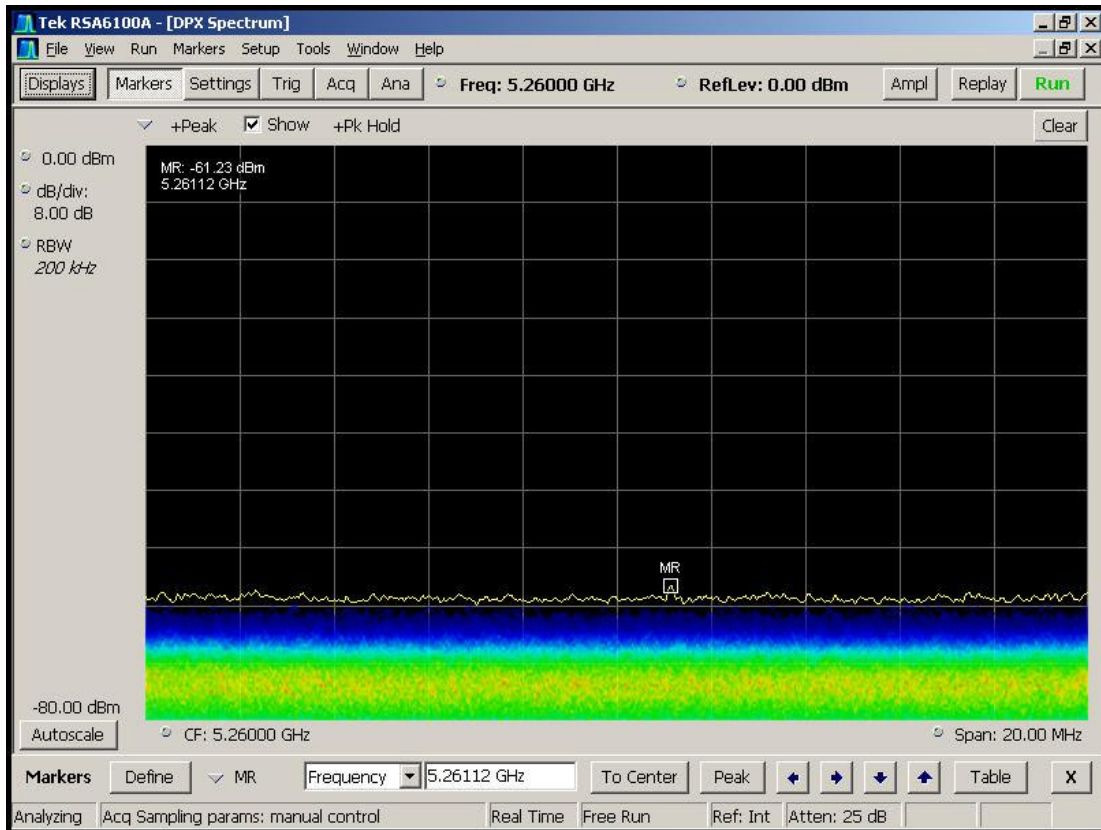 Tek RSA6100A - [DPX Spectrum]
File View Run Markers Setup Tools Window Help
Displays Markers Settings Trig Acq Ana Freq: 5.26000 GHz RefLev: 0.00 dBm Ampl Replay Run
+Peak Show +Pk Hold Clear
0.00 dBm
MR: -61.23 dBm
5.26112 GHz
dB/div:
8.00 dB
RBW
200 kHz
MR
-80.00 dBm
Autoscale CF: 5.26000 GHz Span: 20.00 MHz
Markers Define MR Frequency 5.26112 GHz To Center Peak Table X
Analyzing Acq Sampling params: manual control Real Time Free Run Ref: Int Atten: 25 dB